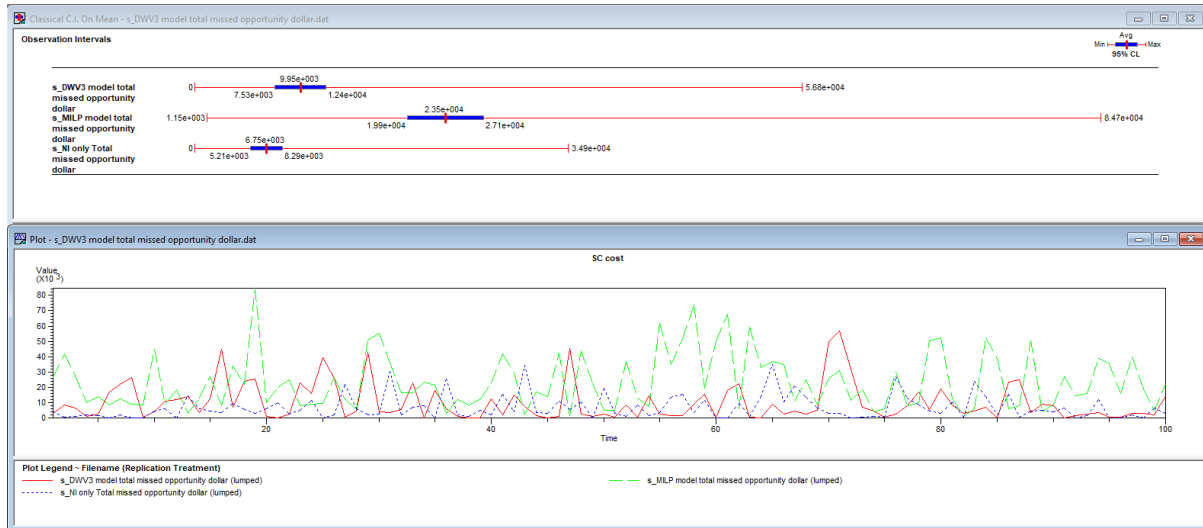 Classical C.I. On Mean - s_DWV3 model total missed opportunity dollar.dat
Observation Intervals
Avg
Min Max
95% CL
s_DWV3 model total
missed opportunity
dollar
0 9.95e+003 5.68e+004
7.53e+003 1.24e+004
s_MILP model total
missed opportunity
dollar
1.15e+003 2.35e+004 8.47e+004
1.99e+004 2.71e+004
s_NI only Total
missed opportunity
dollar
0 6.75e+003 3.49e+004
5.21e+003 8.29e+003
Plot - s_DWV3 model total missed opportunity dollar.dat
SC cost
Value
(X10 3)
80
70
60
50
40
30
20
10
0
20 40 60 80 100
Time
Plot Legend ~ Filename (Replication Treatment)
s_DWV3 model total missed opportunity dollar (lumped) s_MILP model total missed opportunity dollar (lumped)
s_NI only Total missed opportunity dollar (lumped)